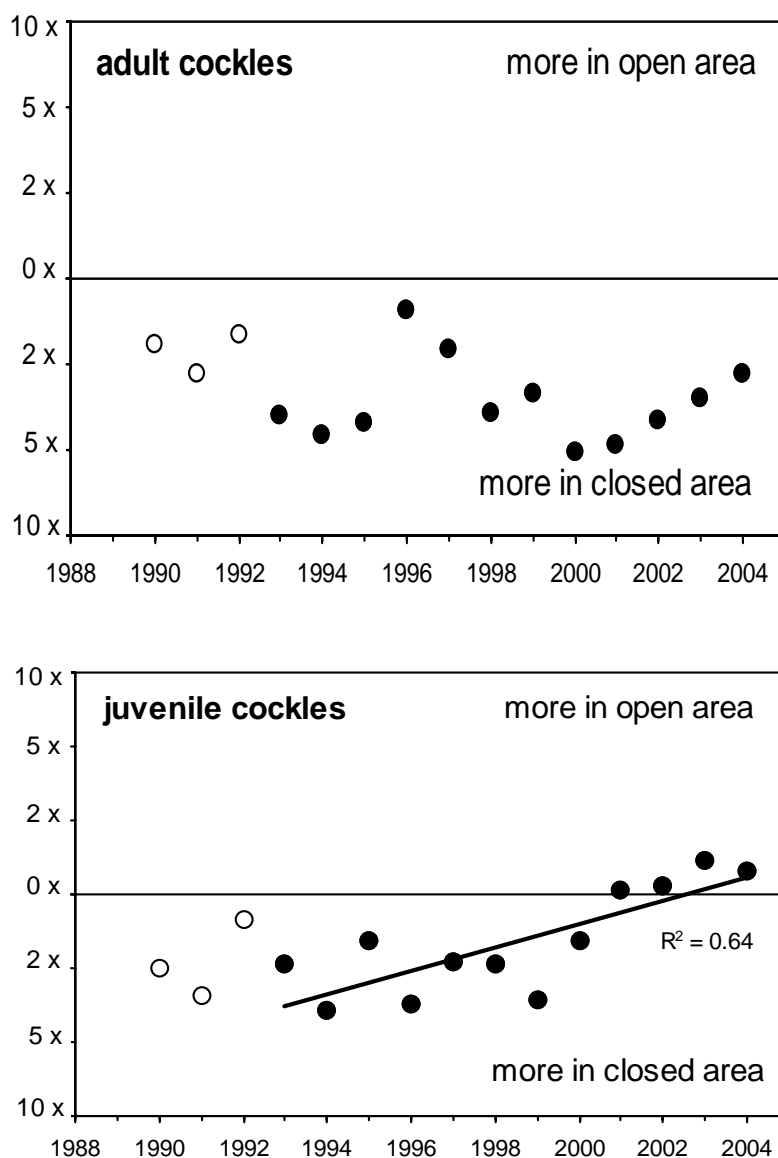 10 x
adult cockles more in open area
5 x
2 x
0 x
2 x
5 x
more in closed area
10 x
1988 1990 1992 1994 1996 1998 2000 2002 2004
10 x
juvenile cockles more in open area
5 x
2 x
0 x
R² = 0.64
2 x
5 x
more in closed area
10 x
1988 1990 1992 1994 1996 1998 2000 2002 2004